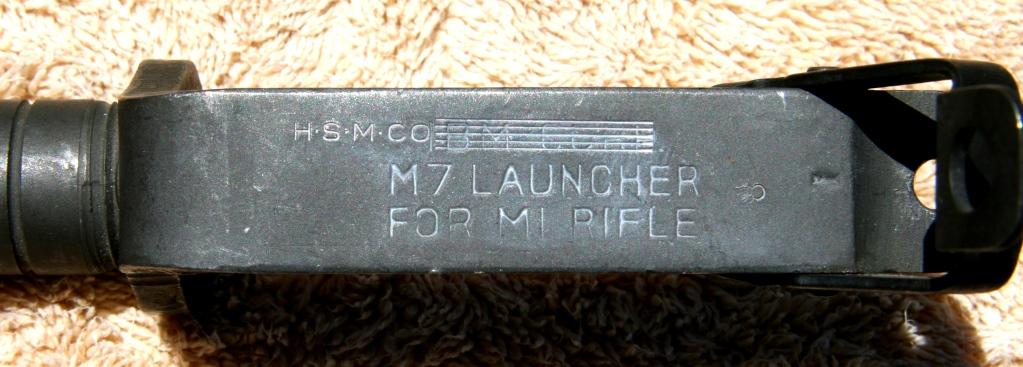 H·S·M·CO
M7 LAUNCHER
FOR M1 RIFLE